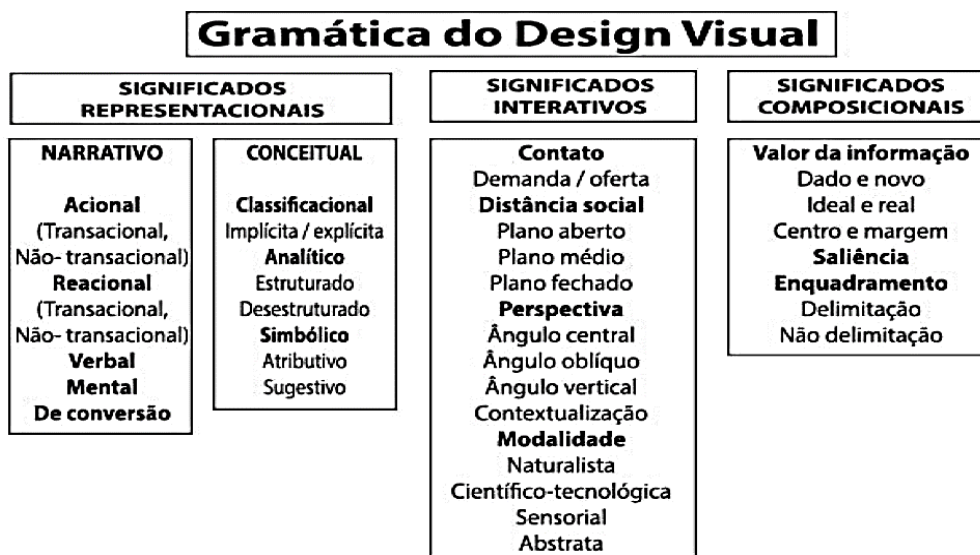 Gramática do Design Visual
SIGNIFICADOS
REPRESENTACIONAIS
NARRATIVO
Acional
(Transacional,
Não- transacional)
Reacional
(Transacional,
Não- transacional)
Verbal
Mental
De conversão
CONCEITUAL
Classificacional
Implícita / explícita
Analítico
Estruturado
Desestruturado
Simbólico
Atributivo
Sugestivo
SIGNIFICADOS
INTERATIVOS
Contato
Demanda / oferta
Distância social
Plano aberto
Plano médio
Plano fechado
Perspectiva
Ângulo central
Ângulo oblíquo
Ângulo vertical
Contextualização
Modalidade
Naturalista
Científico-tecnológica
Sensorial
Abstrata
SIGNIFICADOS
COMPOSICIONAIS
Valor da informação
Dado e novo
Ideal e real
Centro e margem
Saliência
Enquadramento
Delimitação
Não delimitação